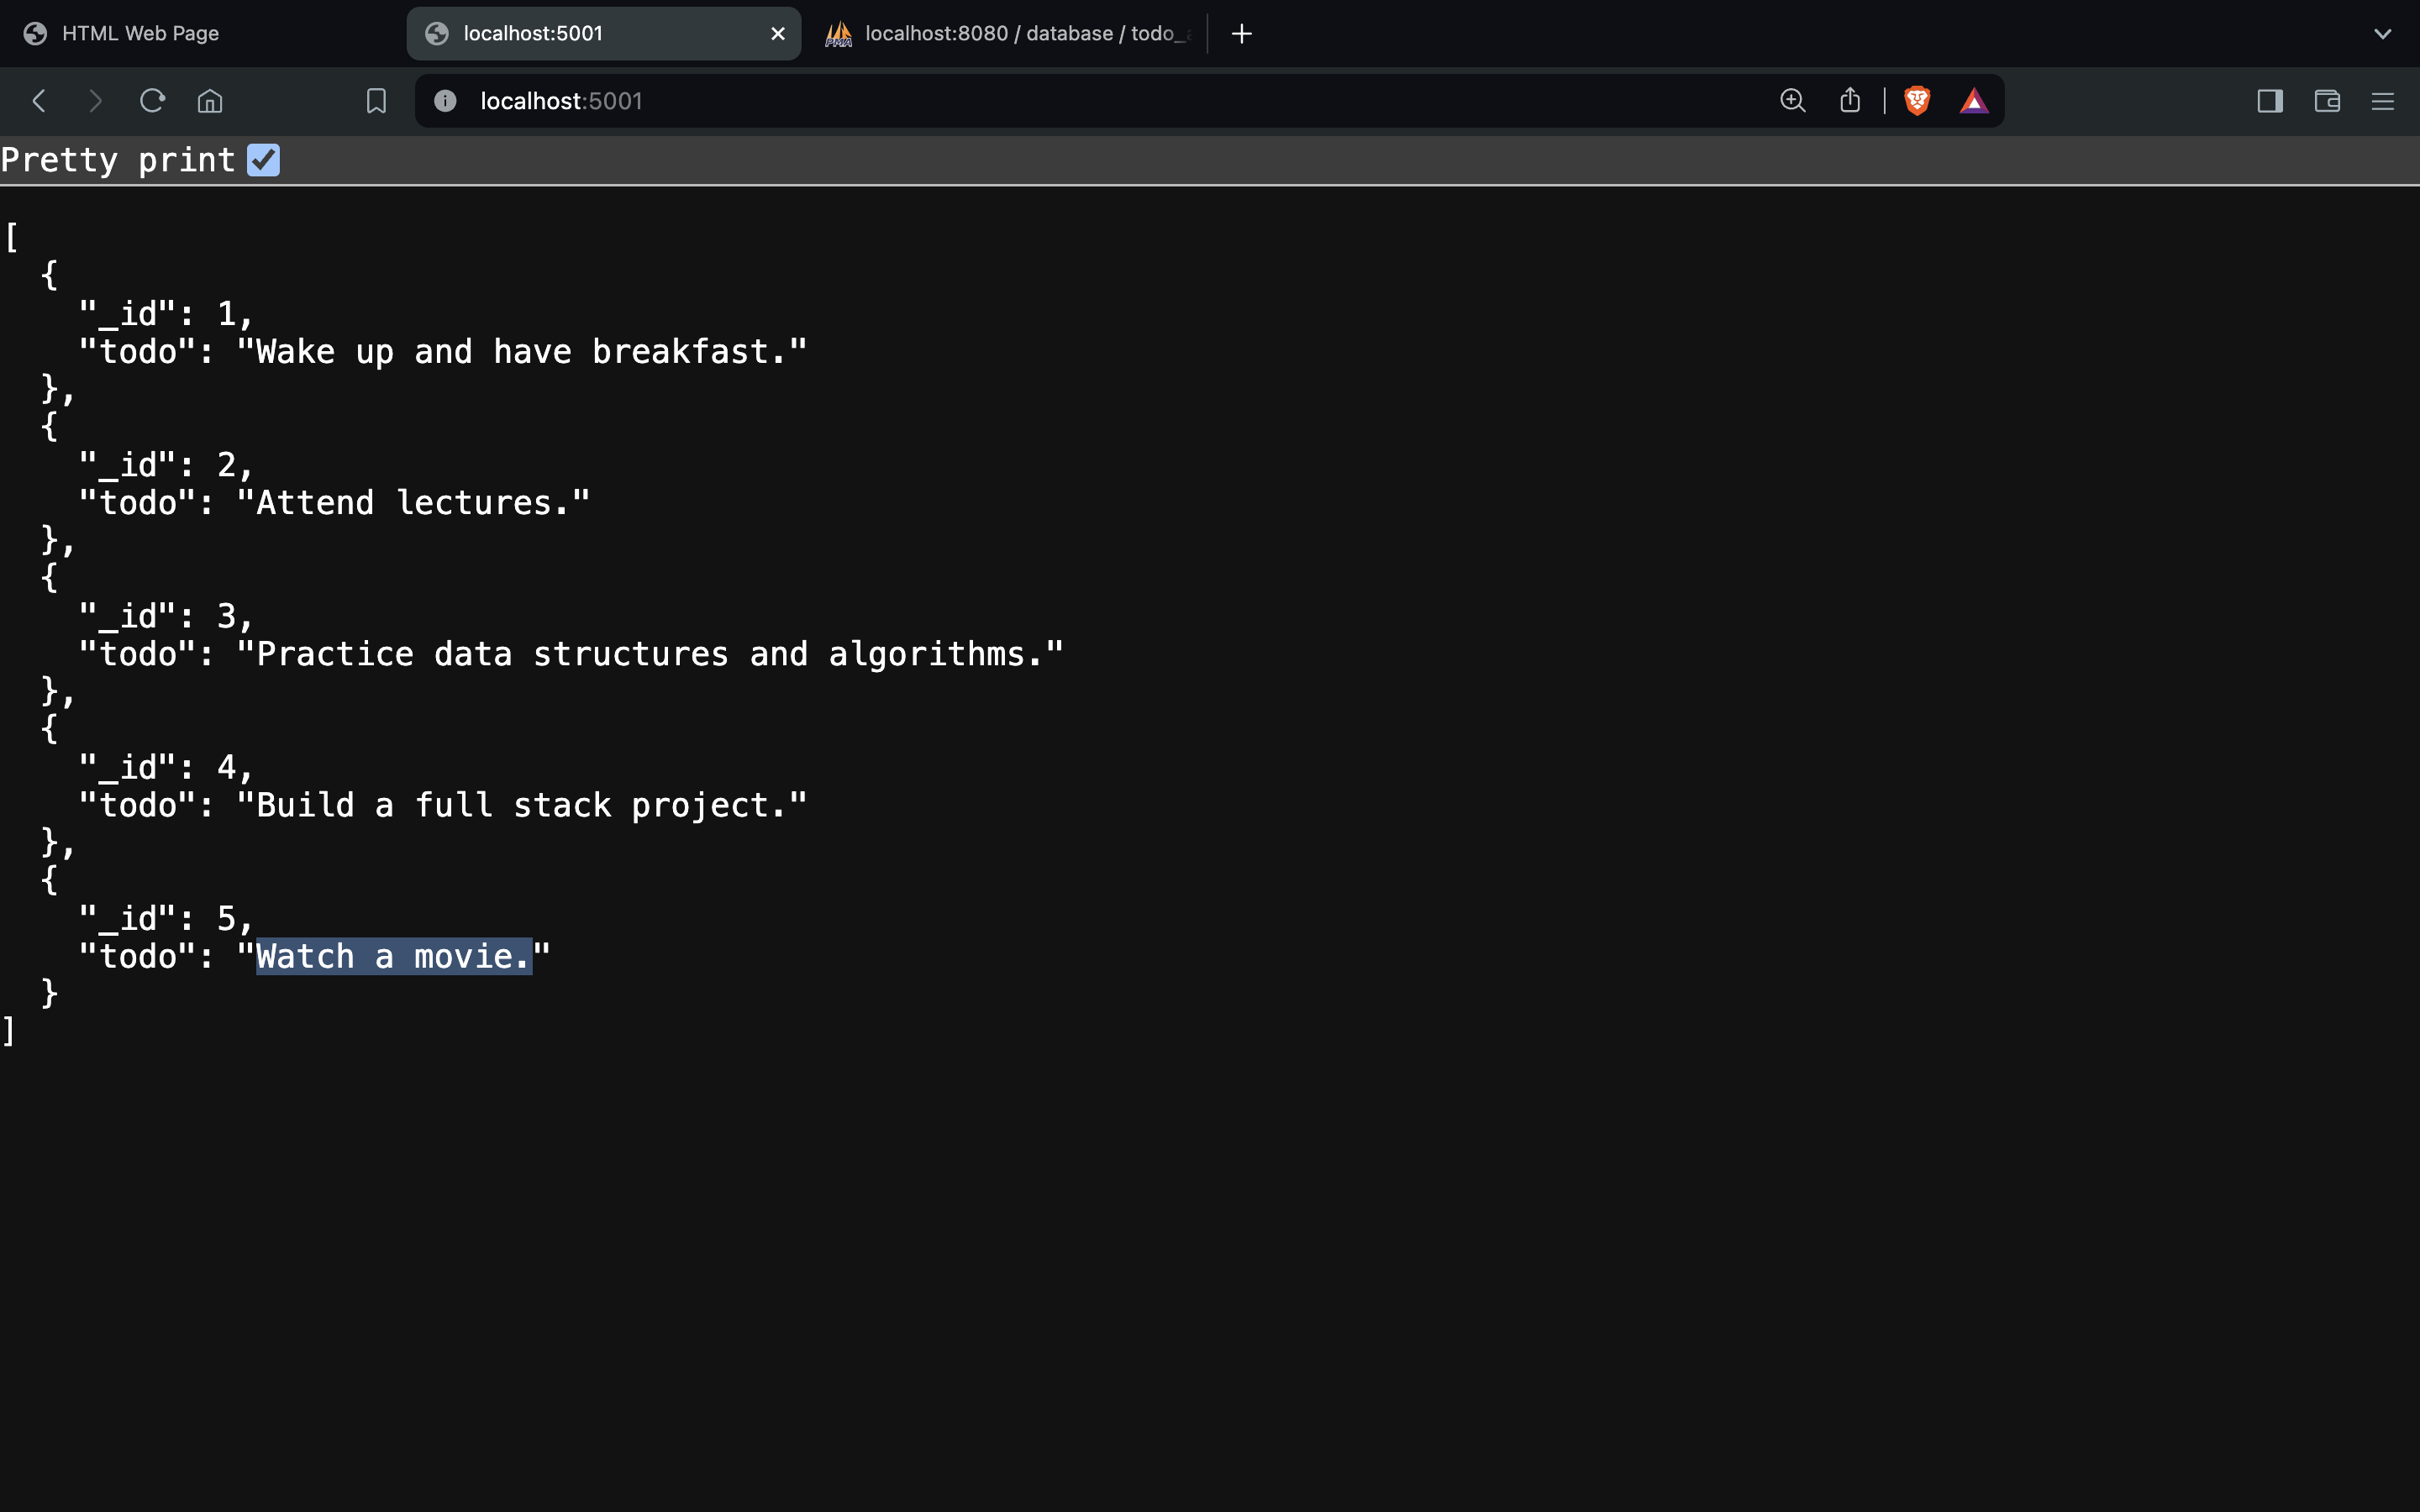 HTML Web Page
localhost:5001
PMA
localhost:8080 / database / todo_
localhost:5001
Pretty print
[
  {
    "_id": 1,
    "todo": "Wake up and have breakfast."
  },
  {
    "_id": 2,
    "todo": "Attend lectures."
  },
  {
    "_id": 3,
    "todo": "Practice data structures and algorithms."
  },
  {
    "_id": 4,
    "todo": "Build a full stack project."
  },
  {
    "_id": 5,
    "todo": "Watch a movie."
  }
]